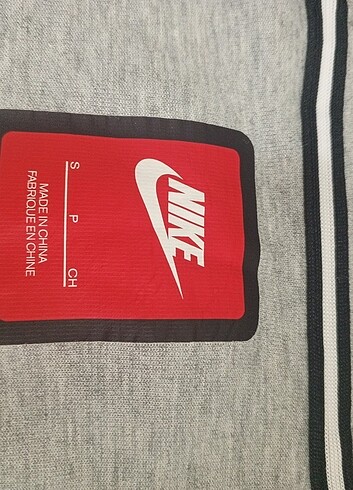 NIKE
S P CH
MADE IN CHINA
FABRIQUE EN CHINE